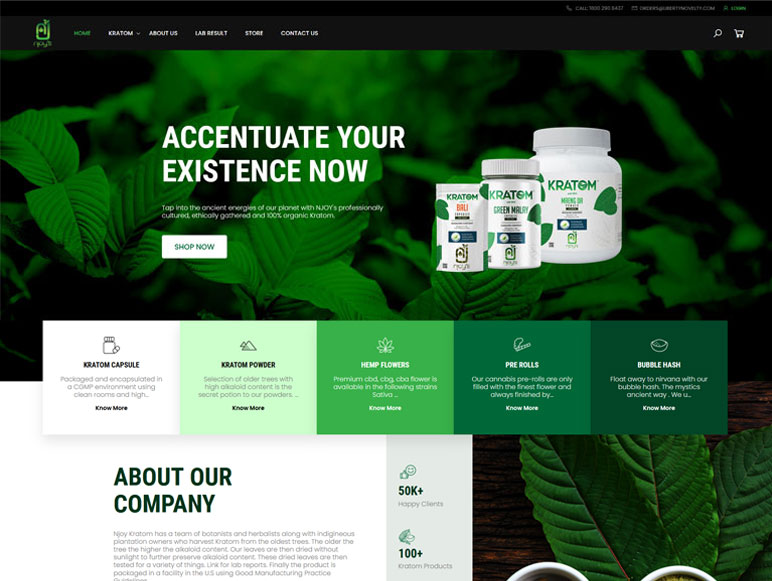 CALL: 1800 290 6437
ORDERS@LIBERTYNOVELTY.COM
LOGIN
njoy's
HOME
KRATOM
ABOUT US
LAB RESULT
STORE
CONTACT US
ACCENTUATE YOUR
EXISTENCE NOW
Tap into the ancient energies of our planet with NJOY's professionally
cultured, ethically gathered and 100% organic Kratom.
SHOP NOW
KRATOM
BALI
njoy's
KRATOM
GREEN MALAY
njoy's
KRATOM
MAENG DA
njoy's
KRATOM CAPSULE
Packaged and encapsulated in
a CGMP environment using
clean rooms and high...
Know More
KRATOM POWDER
Selection of older trees with
high alkaloid content is the
secret potion to our powders. ...
Know More
HEMP FLOWERS
Premium cbd, cbg, cba flower is
available in the following strains
Sativa ...
Know More
PRE ROLLS
Our cannabis pre-rolls are only
filled with the finest flower and
always finished by...
Know More
BUBBLE HASH
Float away to nirvana with our
bubble hash. The mystics
ancient way . We u...
Know More
ABOUT OUR
COMPANY
Njoy Kratom has a team of botanists and herbalists along with indigineous
plantation owners who harvest Kratom from the oldest trees. The older the
tree the higher the alkaloid content. Our leaves are then dried without
sunlight to further preserve alkaloid content. These dried leaves are then
tested for a variety of things. Link for lab reports. Finally the product is
packaged in a facility in the U.S using Good Manufacturing Practice
Guidelines
50K+
Happy Clients
100+
Kratom Products